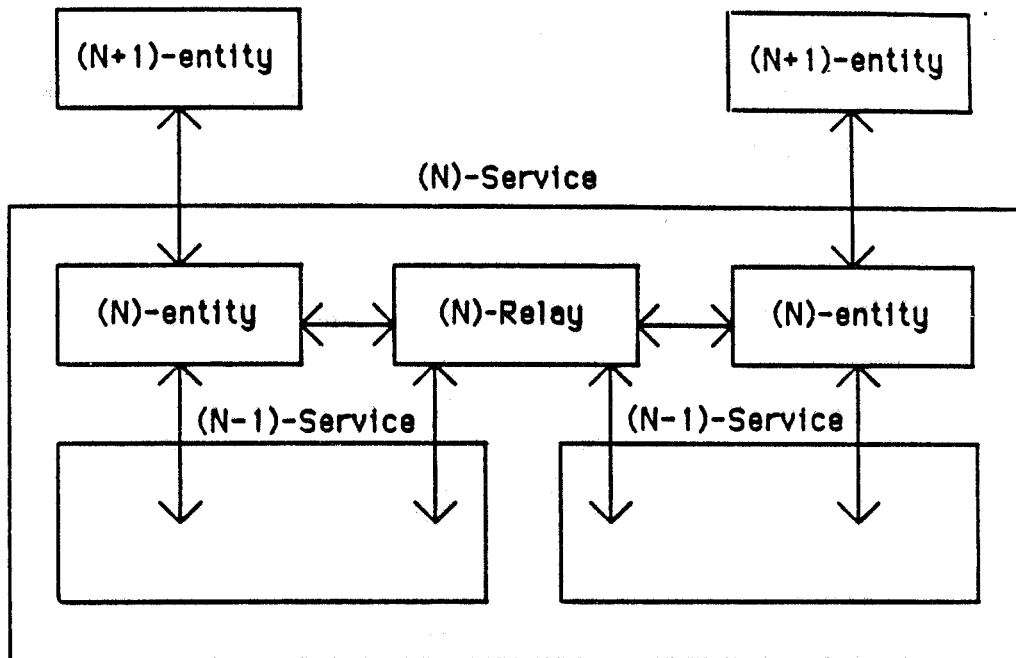 (N+1)-entity
(N+1)-entity
(N)-Service
(N)-entity
(N)-Relay
(N)-entity
(N-1)-Service
(N-1)-Service